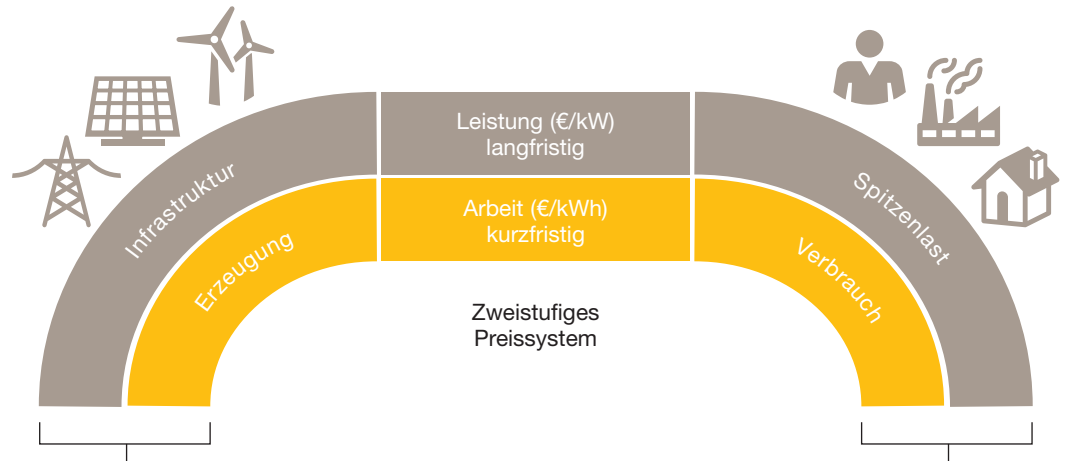 Leistung (€/kW)
langfristig
Infrastruktur
Spitzenlast
Arbeit (€/kWh)
kurzfristig
Erzeugung
Verbrauch
Zweistufiges
Preissystem